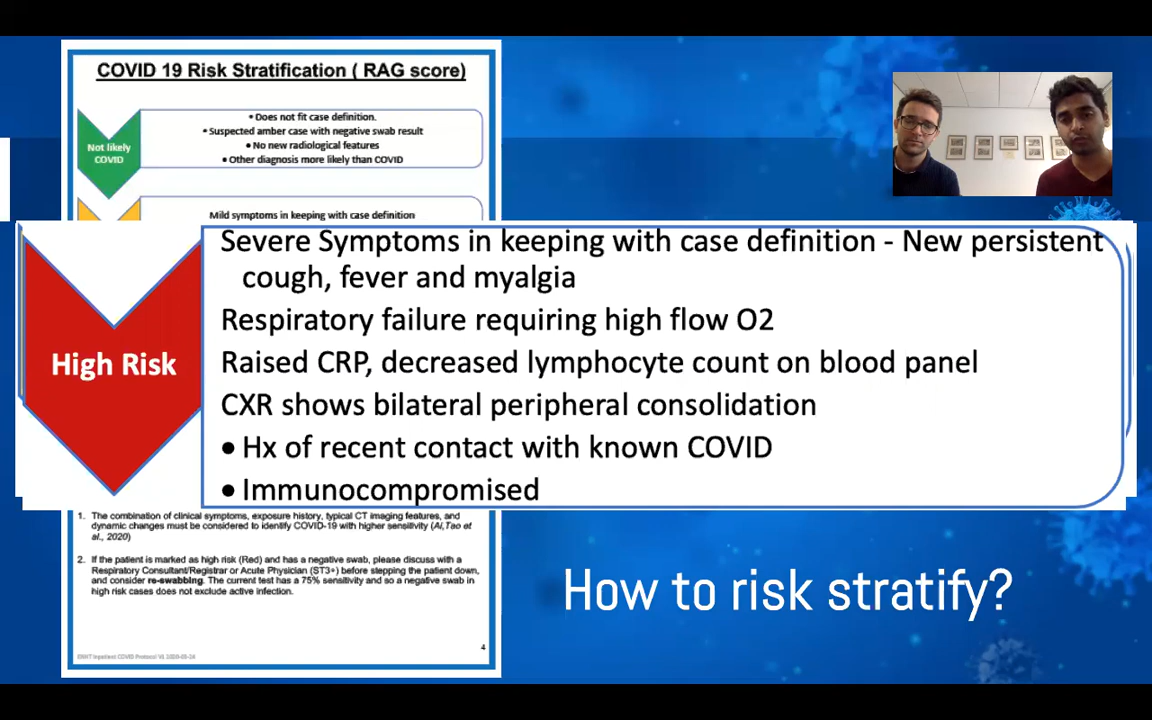 COVID 19 Risk Stratification ( RAG score)
Not likely
COVID
• Does not fit case definition.
• Suspected amber case with negative swab result
• No new radiological features
• Other diagnosis more likely than COVID
Mild symptoms in keeping with case definition
High Risk
Severe Symptoms in keeping with case definition - New persistent
cough, fever and myalgia
Respiratory failure requiring high flow O2
Raised CRP, decreased lymphocyte count on blood panel
CXR shows bilateral peripheral consolidation
• Hx of recent contact with known COVID
• Immunocompromised
1. The combination of clinical symptoms, exposure history, typical CT imaging features, and
dynamic changes must be considered to identify COVID-19 with higher sensitivity (Ai,Tao et
al., 2020)
2. If the patient is marked as high risk (Red) and has a negative swab, please discuss with a
Respiratory Consultant/Registrar or Acute Physician (ST3+) before stepping the patient down,
and consider re-swabbing. The current test has a 75% sensitivity and so a negative swab in
high risk cases does not exclude active infection.
4
Inpatient COVID Protocol
How to risk stratify?